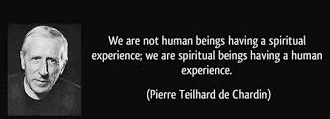 We are not human beings having a spiritual
experience; we are spiritual beings having a human
experience.
(Pierre Teilhard de Chardin)